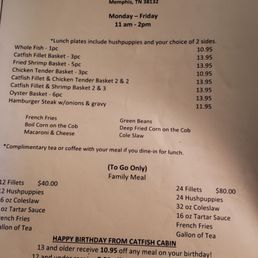 Memphis, TN 38132
Monday – Friday
11 am - 2pm
*Lunch plates include hushpuppies and your choice of 2 sides.
Whole Fish - 1pc 10.95
Catfish Fillet Basket - 3pc 13.95
Fried Shrimp Basket - 5pc 13.95
Chicken Tender Basket - 3pc 10.95
Catfish Fillet & Chicken Tender Basket 2 & 2 13.95
Catfish Fillet & Shrimp Basket 2 & 3 13.95
Oyster Basket - 6pc 13.95
Hamburger Steak w/onions & gravy 11.95
French Fries Green Beans
Boil Corn on the Cob Deep Fried Corn on the Cob
Macaroni & Cheese Cole Slaw
*Complimentary tea or coffee with your meal if you dine-in for lunch.
(To Go Only)
Family Meal
12 Fillets $40.00 24 Fillets $80.00
12 Hushpuppies 24 Hushpuppies
16 oz Coleslaw 32 oz Coleslaw
oz Tartar Sauce 16 oz Tartar Sauce
French Fries French Fries
Gallon of Tea Gallon of Tea
HAPPY BIRTHDAY FROM CATFISH CABIN
13 and older receive 10.95 off any meal on your birthday!
12 and under